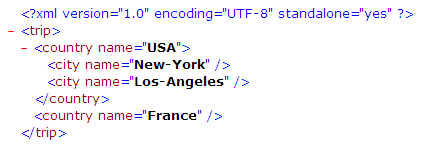 <?xml version="1.0" encoding="UTF-8" standalone="yes" ?>
- <trip>
- <country name="USA">
<city name="New-York" />
<city name="Los-Angeles" />
</country>
<country name="France" />
</trip>